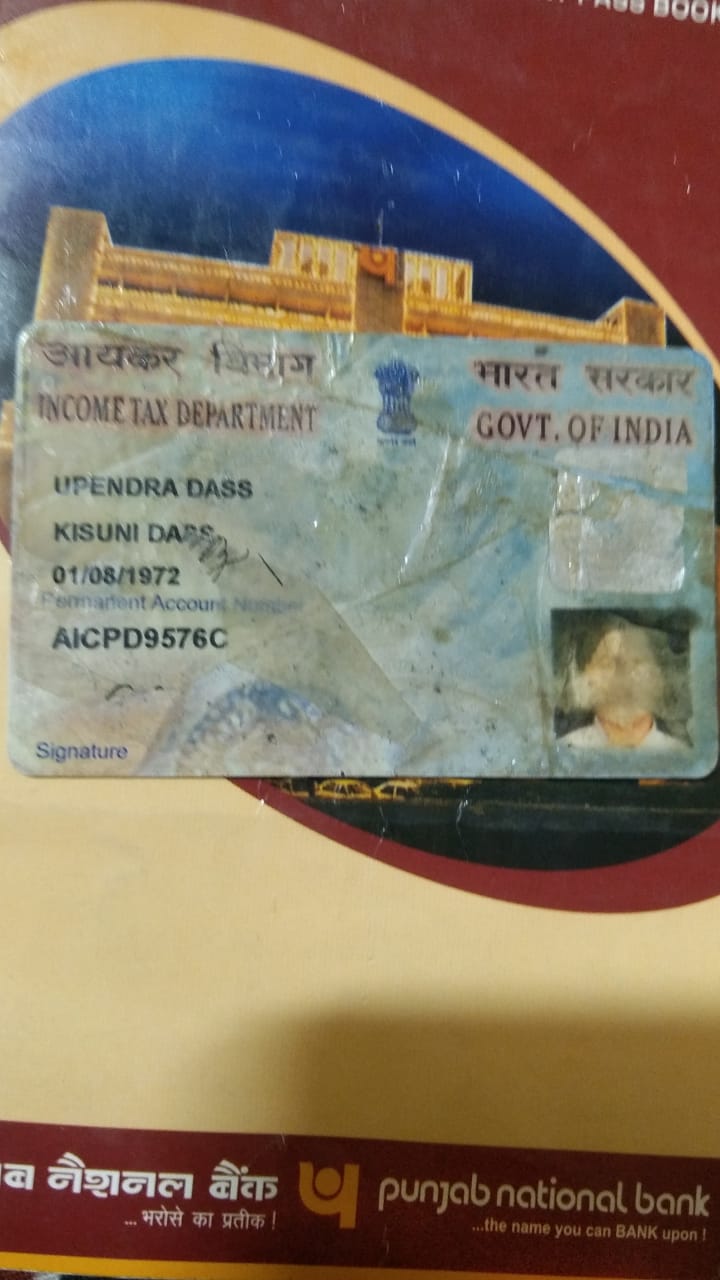 PASS BOOK
आयकर विभाग
भारत सरकार
INCOME TAX DEPARTMENT
GOVT. OF INDIA
UPENDRA DASS
KISUNI DASS
01/08/1972
Permanent Account Number
AICPD9576C
Signature
नैशनल बैंक
punjab national bank
... भरोसे का प्रतीक !
...the name you can BANK upon !